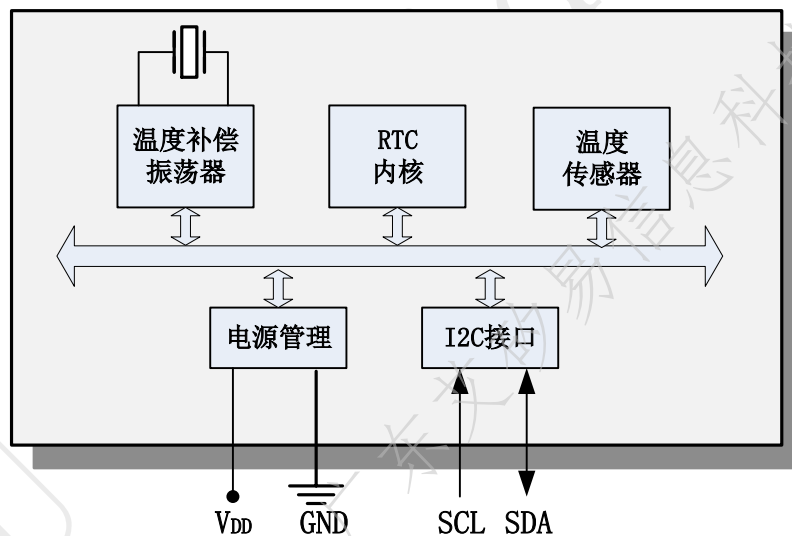 温度补偿
振荡器
RTC
内核
温度
传感器
电源管理
I2C接口
VDD
GND
SCL
SDA